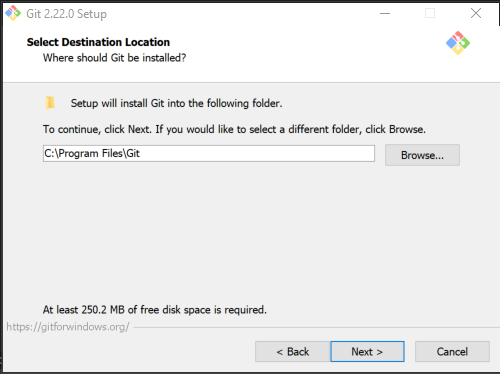 Git 2.22.0 Setup
Select Destination Location
Where should Git be installed?
Setup will install Git into the following folder.
To continue, click Next. If you would like to select a different folder, click Browse.
C:\Program Files\Git
Browse...
At least 250.2 MB of free disk space is required.
https://gitforwindows.org/
< Back
Next >
Cancel